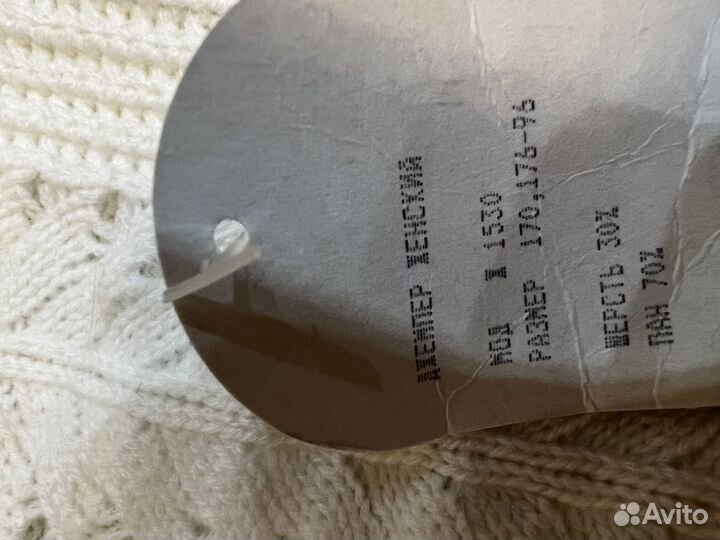 ДЖЕМПЕР ЖЕНСКИЙ
МОД Ж 1530
РАЗМЕР 170,176-96
ШЕРСТЬ 30%
ПАН 70%
Avito